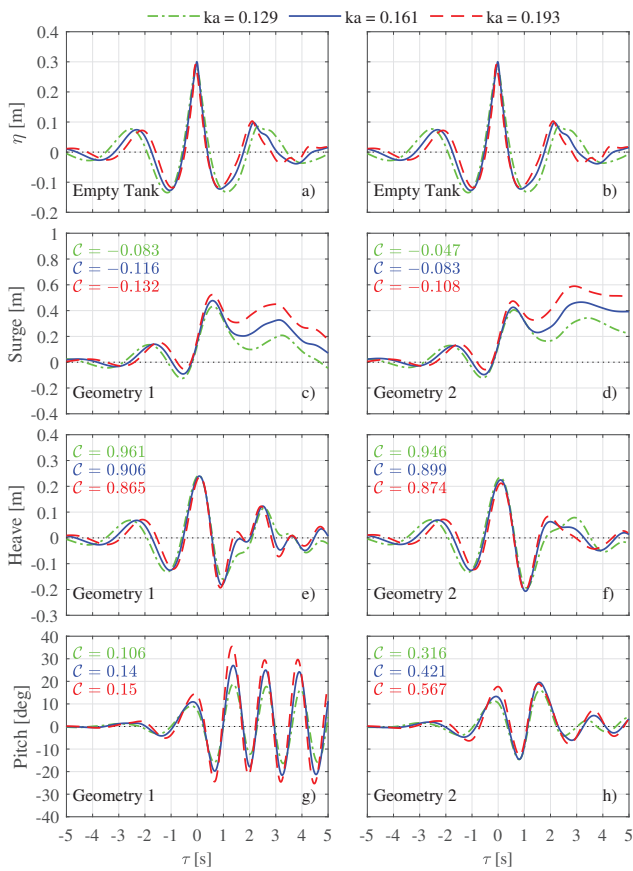 ka = 0.129 ka = 0.161 ka = 0.193
0.4
0.3
0.2
0.1
0
-0.1
0.2
η [m]
Empty Tank a)
Empty Tank b)
1
0.8
0.6
0.4
0.2
0
0.2
0.4
Surge [m]
C = −0.083
C = −0.116
C = −0.132
Geometry 1 c)
C = −0.047
C = −0.083
C = −0.108
Geometry 2 d)
0.4
0.3
0.2
0.1
0
-0.1
-0.2
0.3
Heave [m]
C = 0.961
C = 0.906
C = 0.865
Geometry 1 e)
C = 0.946
C = 0.899
C = 0.874
Geometry 2 f)
40
30
20
10
0
-10
-20
-30
-40
Pitch [deg]
C = 0.106
C = 0.14
C = 0.15
Geometry 1 g)
C = 0.316
C = 0.421
C = 0.567
Geometry 2 h)
-5 -4 -3 -2 -1 0 1 2 3 4 5
-5 -4 -3 -2 -1 0 1 2 3 4 5
τ [s]
τ [s]